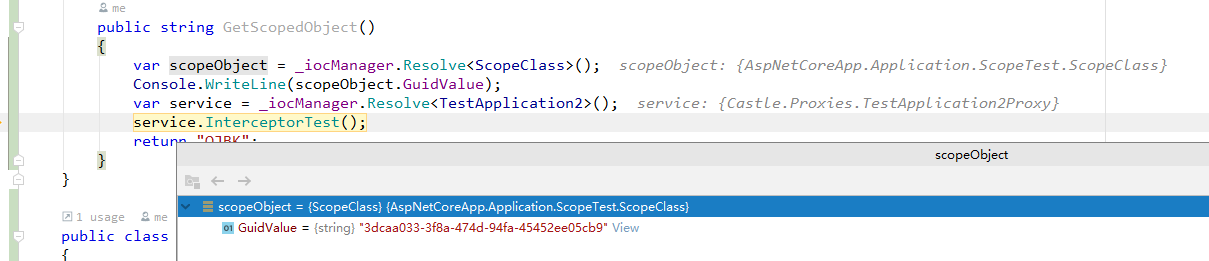 me
public string GetScopedObject()
{
var scopeObject = _iocManager.Resolve<ScopeClass>(); scopeObject: {AspNetCoreApp.Application.ScopeTest.ScopeClass}
Console.WriteLine(scopeObject.GuidValue);
var service = _iocManager.Resolve<TestApplication2>(); service: {Castle.Proxies.TestApplication2Proxy}
service.InterceptorTest();
return "OJBK";
}
}
scopeObject
scopeObject = {ScopeClass} {AspNetCoreApp.Application.ScopeTest.ScopeClass}
01 GuidValue = {string} "3dcaa033-3f8a-474d-94fa-45452ee05cb9" View
1 usage me
public class
{